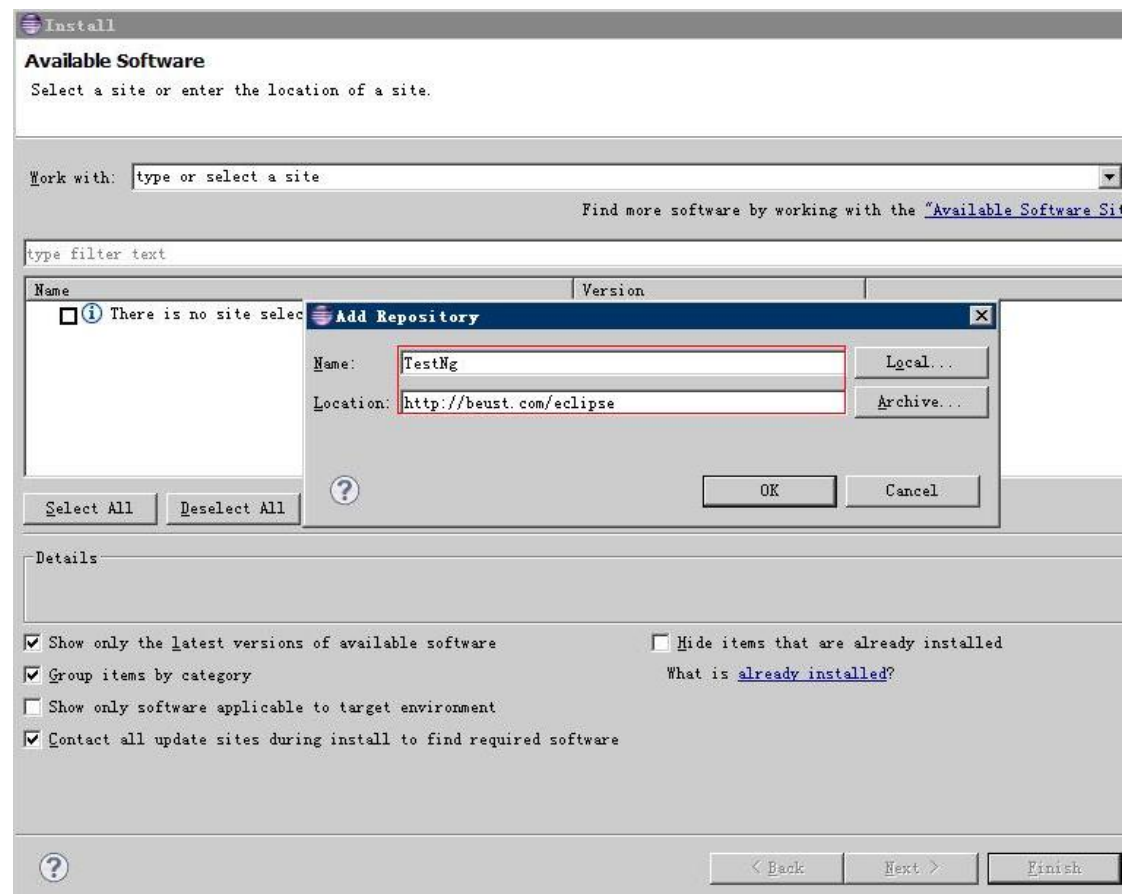 Install
Available Software
Select a site or enter the location of a site.
Work with: type or select a site
Find more software by working with the "Available Software Sit
type filter text
Name Version
There is no site selec
Add Repository
Name: TestNg Local...
Location: http://beust.com/eclipse Archive...
OK Cancel
Select All Deselect All
Details
Show only the latest versions of available software Hide items that are already installed
Group items by category What is already installed?
Show only software applicable to target environment
Contact all update sites during install to find required software
< Back Next > Finish